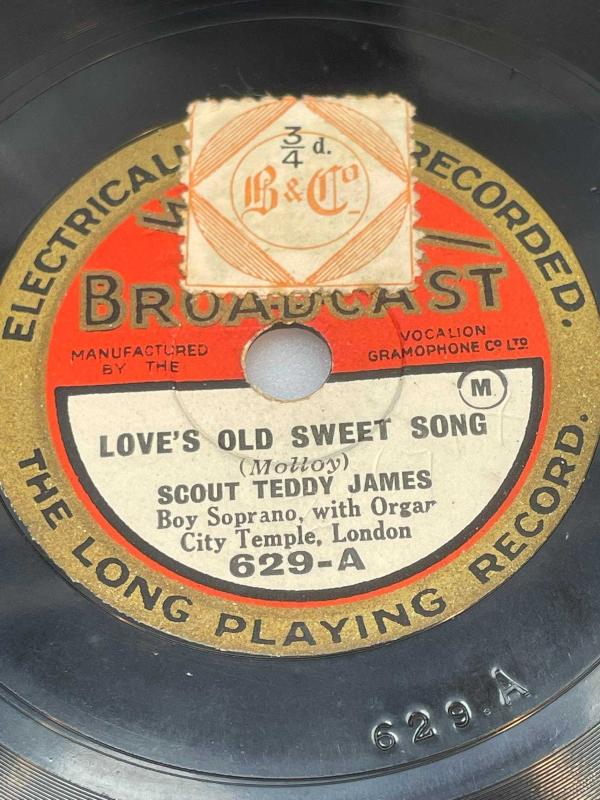 ELECTRICALLY RECORDED.
¾ d.
B & Co
BROADCAST
MANUFACTURED BY THE
VOCALION GRAMOPHONE Co LTD.
M
LOVE'S OLD SWEET SONG
(Molloy)
SCOUT TEDDY JAMES
Boy Soprano, with Organ
City Temple, London
629-A
THE LONG PLAYING RECORD.
629.A